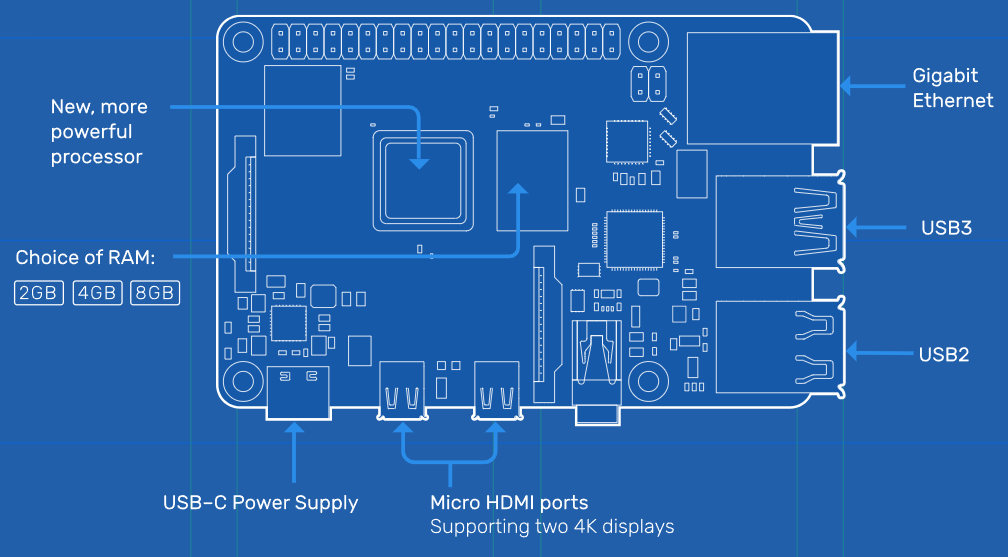 New, more
powerful
processor
Gigabit
Ethernet
Choice of RAM:
2GB 4GB 8GB
USB3
USB2
USB–C Power Supply
Micro HDMI ports
Supporting two 4K displays